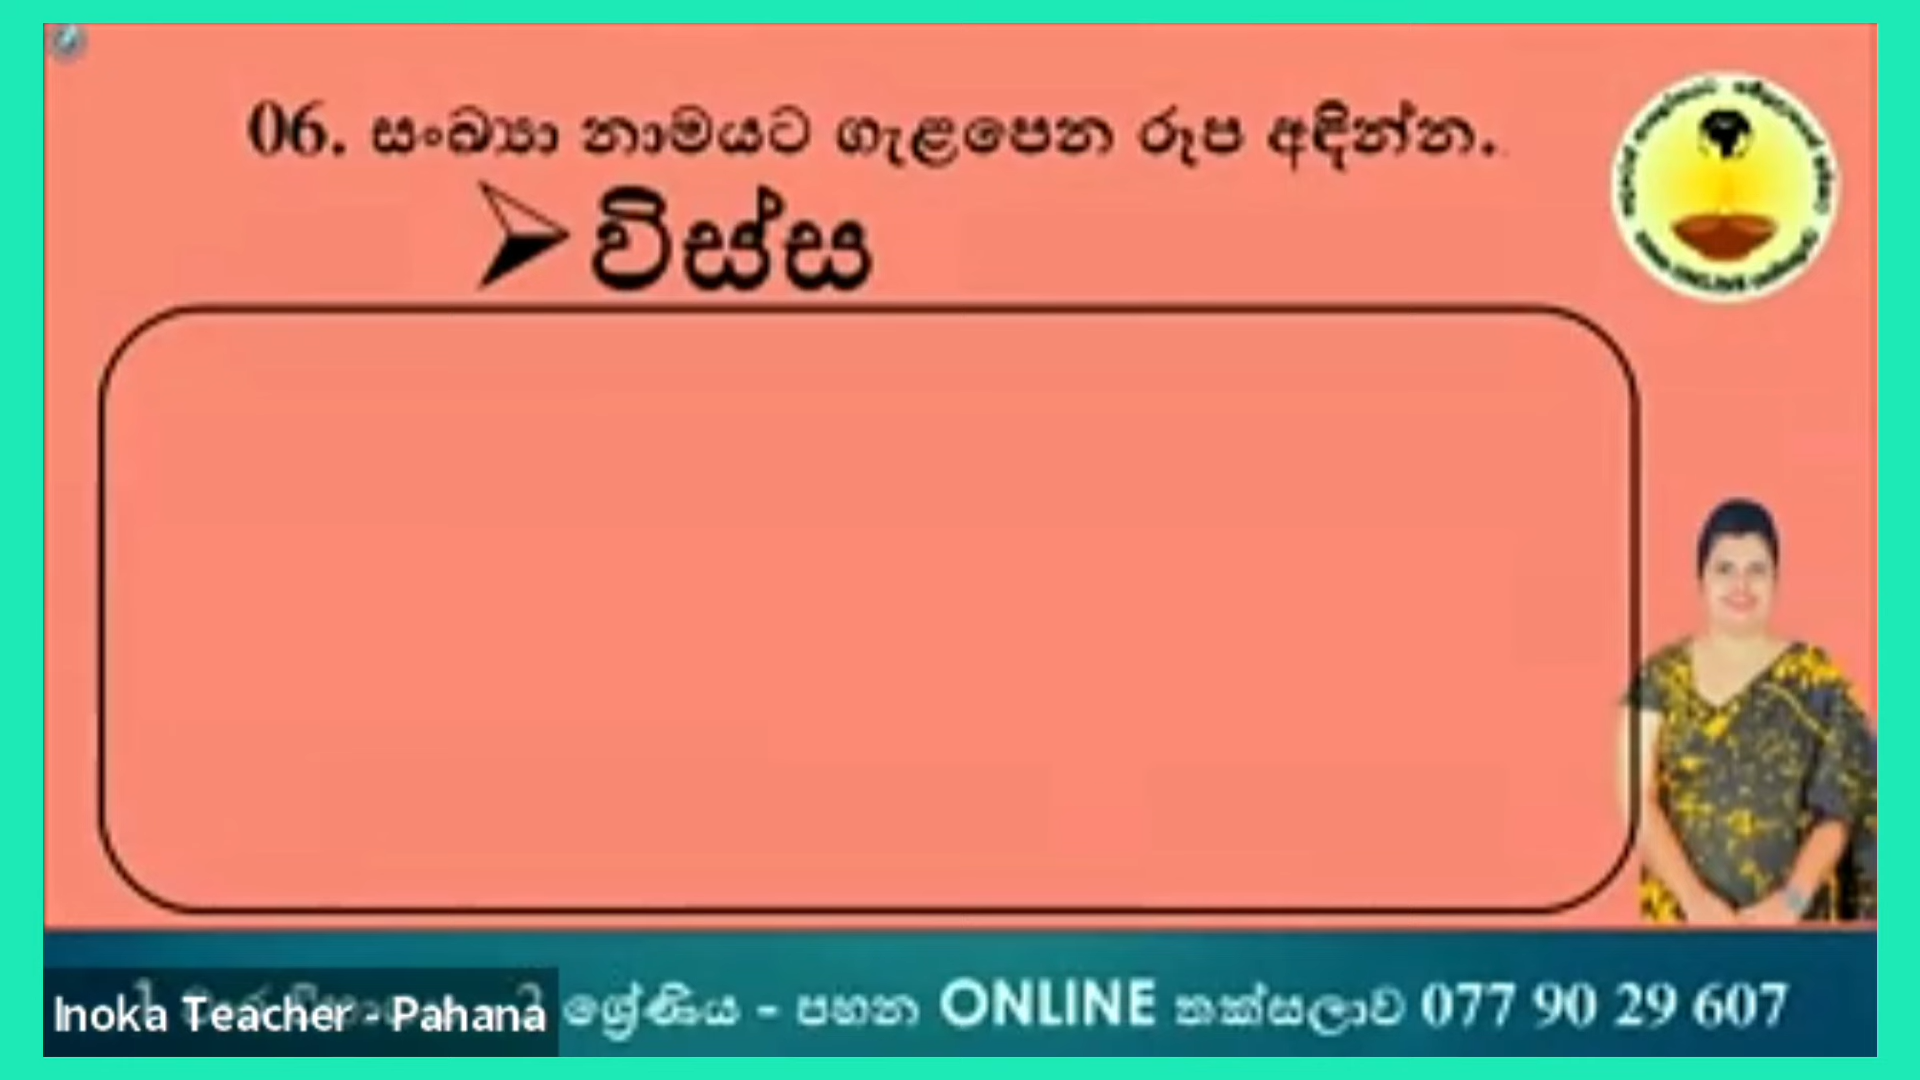 06. සංඛ්‍යා නාමයට ගැළපෙන රූප අඳින්න.
විස්ස
Inoka Teacher - Pahana
ශ්‍රේණිය - පහන ONLINE තක්සලාව 077 90 29 607